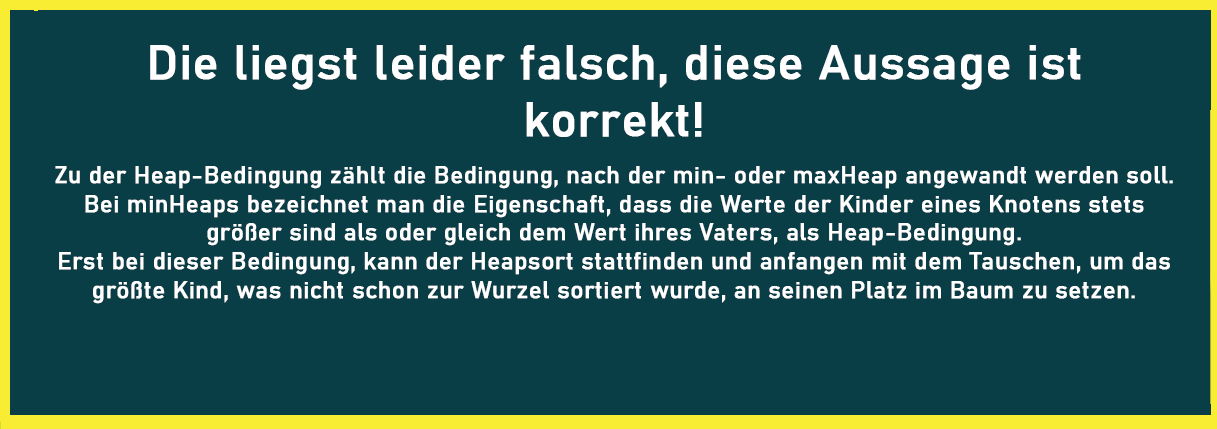 Die liegst leider falsch, diese Aussage ist
korrekt!
Zu der Heap-Bedingung zählt die Bedingung, nach der min- oder maxHeap angewandt werden soll.
Bei minHeaps bezeichnet man die Eigenschaft, dass die Werte der Kinder eines Knotens stets
größer sind als oder gleich dem Wert ihres Vaters, als Heap-Bedingung.
Erst bei dieser Bedingung, kann der Heapsort stattfinden und anfangen mit dem Tauschen, um das
größte Kind, was nicht schon zur Wurzel sortiert wurde, an seinen Platz im Baum zu setzen.